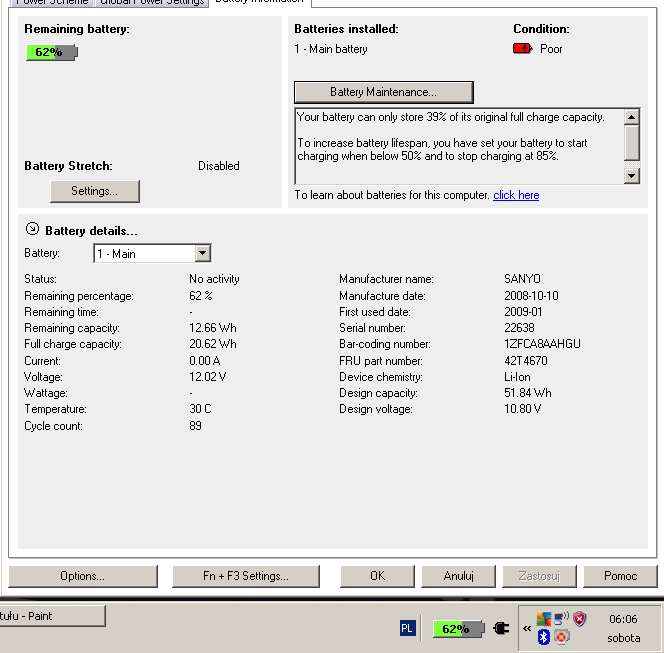 Power Scheme Global Power Settings Battery Information
Remaining battery:
62%
Battery Stretch: Disabled
Settings...
Batteries installed: Condition:
1 - Main battery Poor
Battery Maintenance...
Your battery can only store 39% of its original full charge capacity.
To increase battery lifespan, you have set your battery to start
charging when below 50% and to stop charging at 85%.
To learn about batteries for this computer. click here
Battery details...
Battery: 1 - Main
Status: No activity
Remaining percentage: 62 %
Remaining time: -
Remaining capacity: 12.66 Wh
Full charge capacity: 20.62 Wh
Current: 0.00 A
Voltage: 12.02 V
Wattage: -
Temperature: 30 C
Cycle count: 89
Manufacturer name: SANYO
Manufacture date: 2008-10-10
First used date: 2009-01
Serial number: 22638
Bar-coding number: 1ZFCA8AAHGU
FRU part number: 42T4670
Device chemistry: Li-Ion
Design capacity: 51.84 Wh
Design voltage: 10.80 V
Options... Fn + F3 Settings... OK Anuluj Zastosuj Pomoc
tułu - Paint
PL 62% « 06:06
sobota